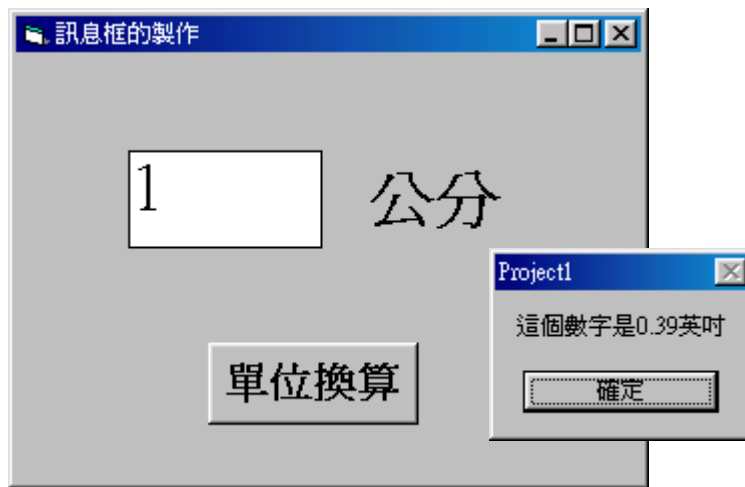 訊息框的製作
1
公分
Project1
這個數字是0.39英吋
單位換算
確定